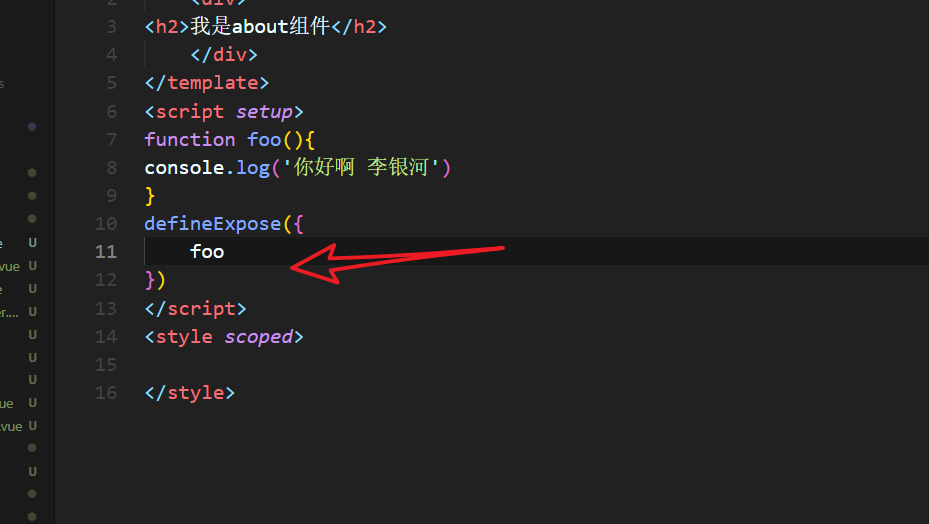 2 <div>
3 <h2>我是about组件</h2>
4 </div>
5 </template>
6 <script setup>
7 function foo(){
8 console.log('你好啊 李银河')
9 }
10 defineExpose({
11 foo
12 })
13 </script>
14 <style scoped>
15
16 </style>
s
e U
vue U
e U
er.... U
U
U
U
ue U
.vue U
U